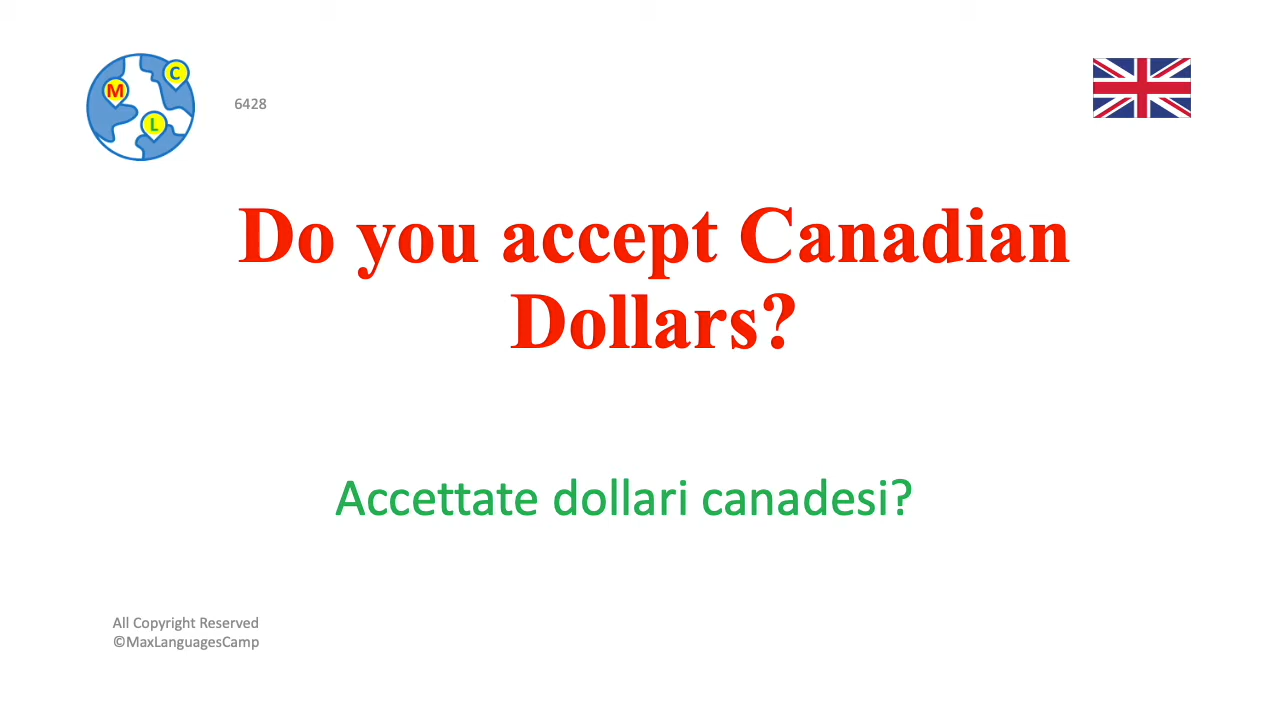 M
C
L
6428
Do you accept Canadian
Dollars?
Accettate dollari canadesi?
All Copyright Reserved
©MaxLanguagesCamp